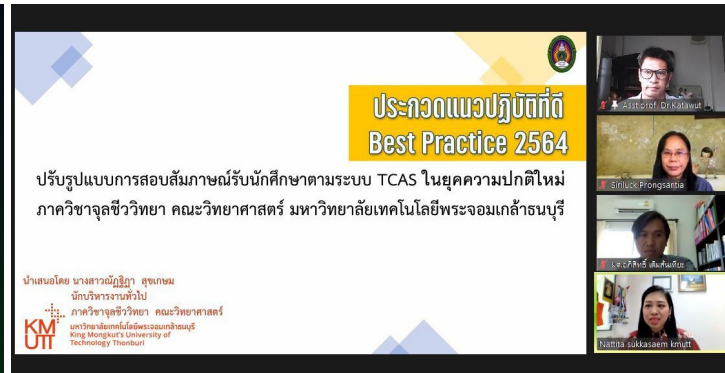 ประกวดแนวปฏิบัติที่ดี
Best Practice 2564
ปรับรูปแบบการสอบสัมภาษณ์รับนักศึกษาตามระบบ TCAS ในยุคความปกติใหม่
ภาควิชาจุลชีววิทยา คณะวิทยาศาสตร์ มหาวิทยาลัยเทคโนโลยีพระจอมเกล้าธนบุรี
นำเสนอโดย นางสาวณัฏฐิฎา สุขเกษม
นักบริหารงานทั่วไป
ภาควิชาจุลชีววิทยา คณะวิทยาศาสตร์
KMUTT
มหาวิทยาลัยเทคโนโลยีพระจอมเกล้าธนบุรี
King Mongkut's University of
Technology Thonburi
Asst.prof. Dr.Katawut
Siriluck Prongsantia
Nattita sukkasaem kmutt